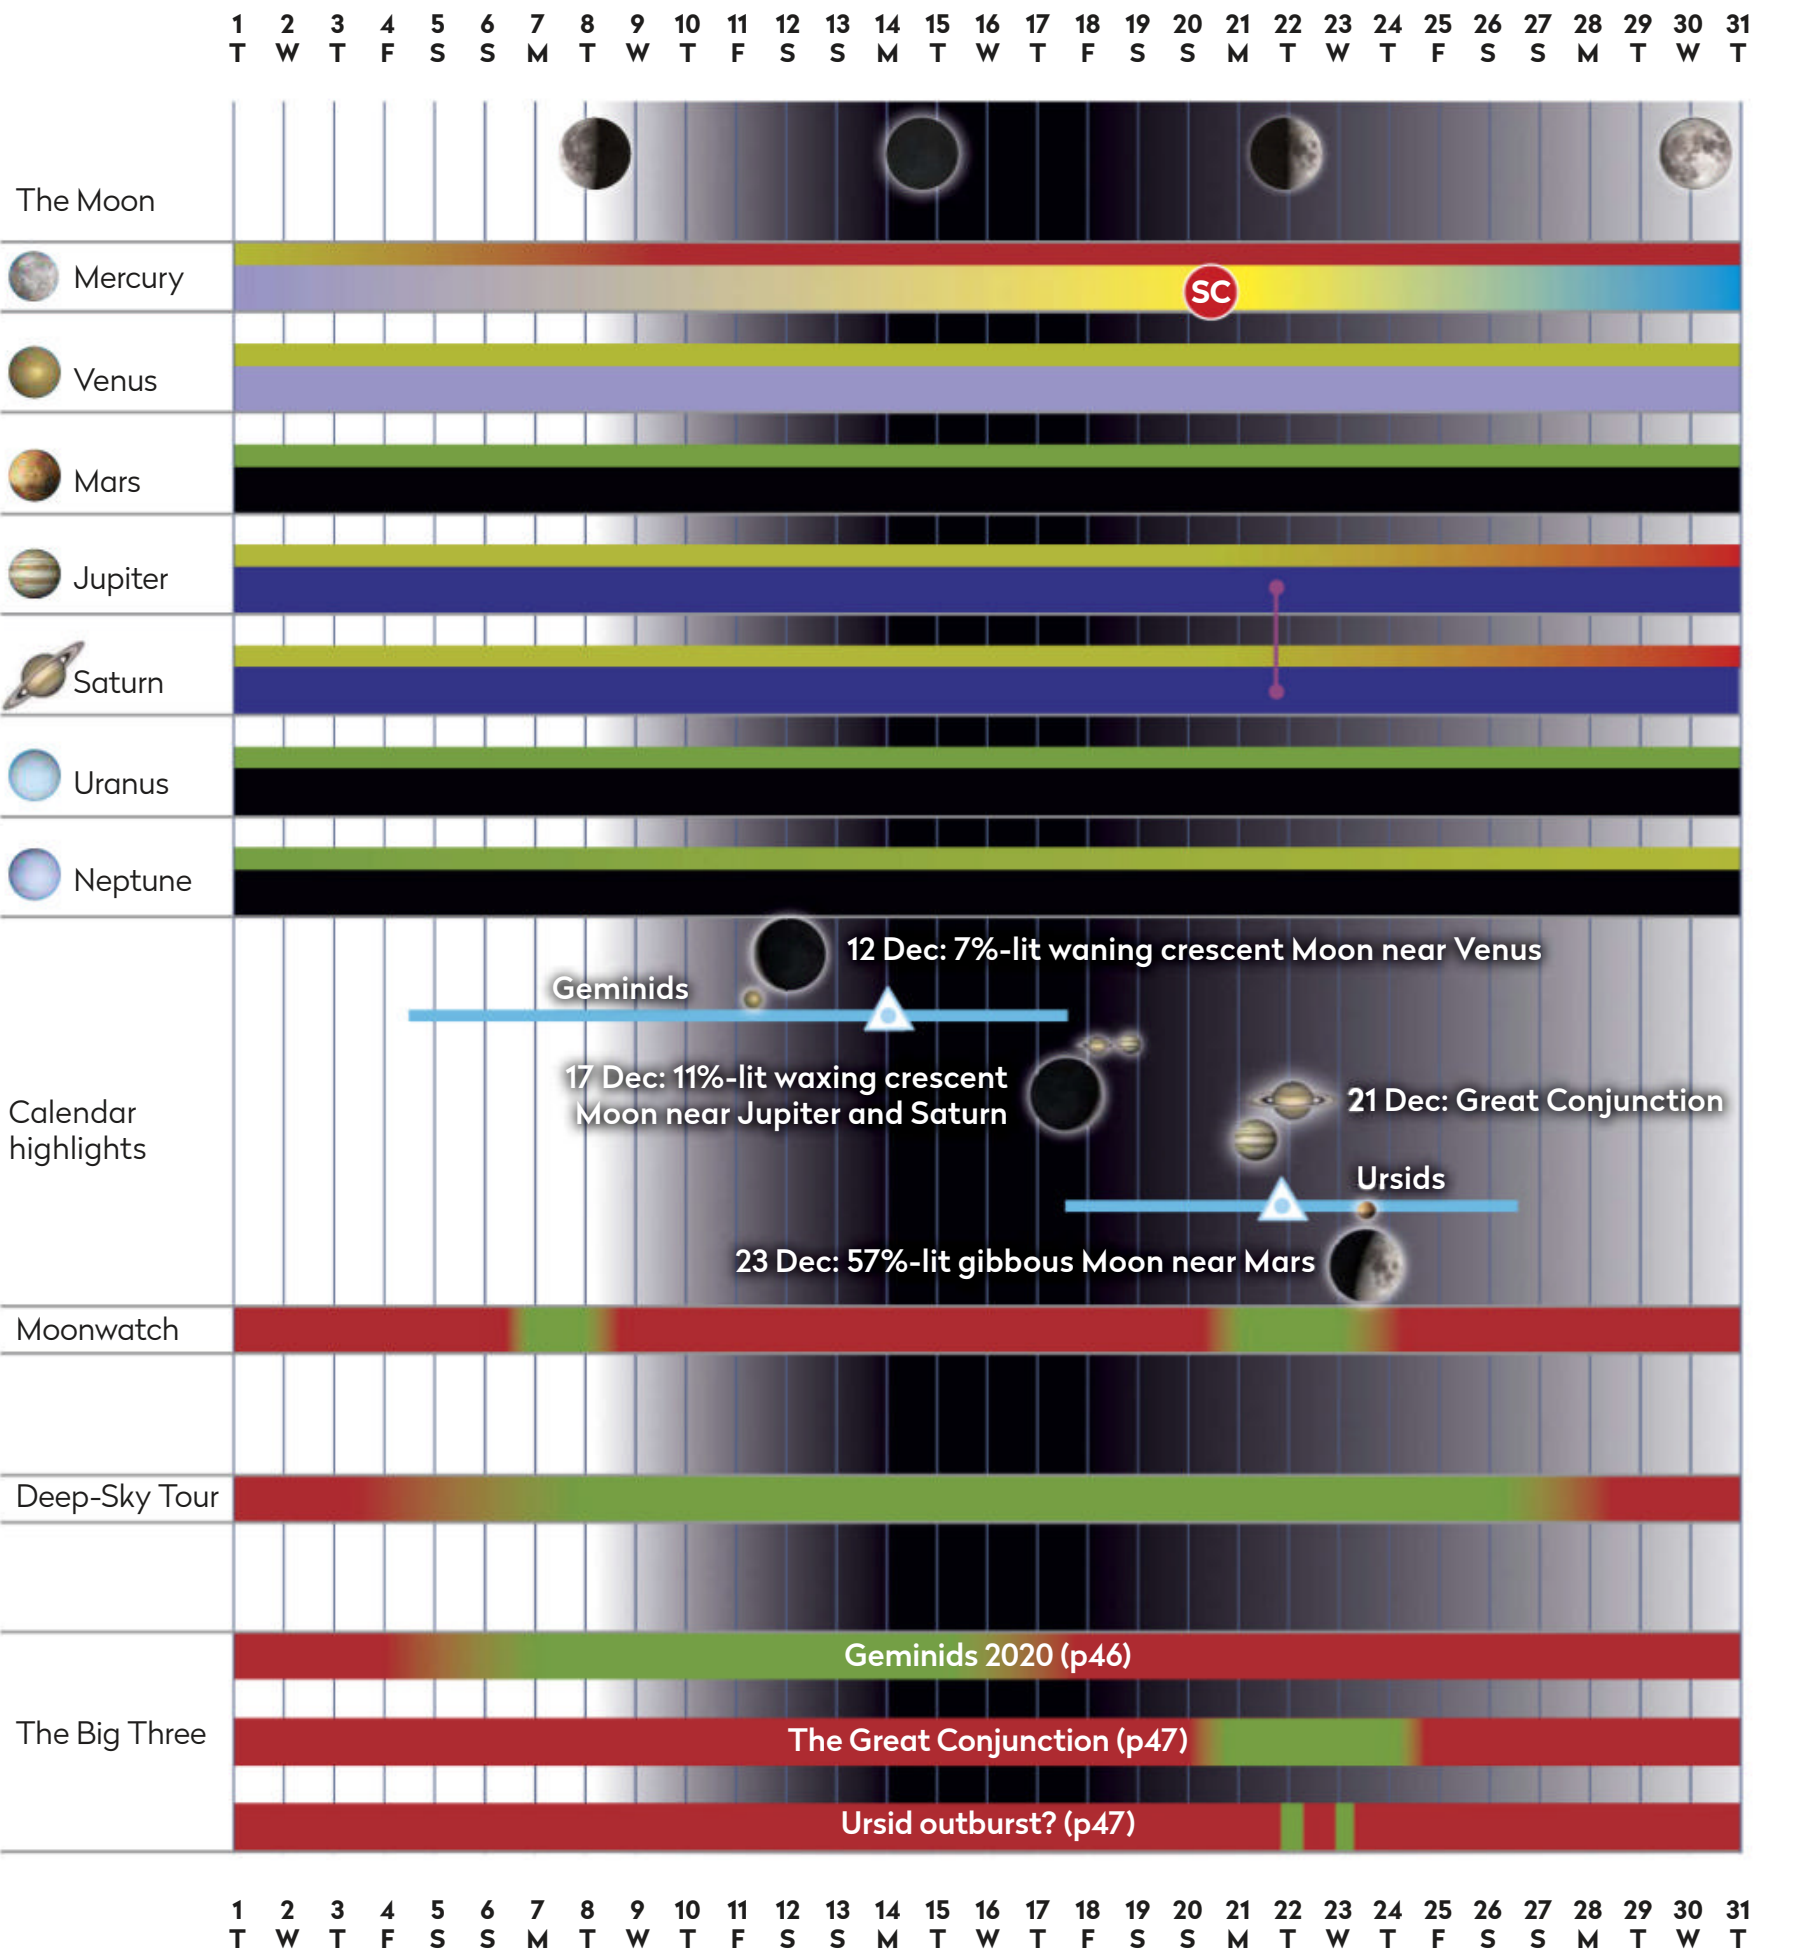 1 2 3 4 5 6 7 8 9 10 11 12 13 14 15 16 17 18 19 20 21 22 23 24 25 26 27 28 29 30 31
T W T F S S M T W T F S S M T W T F S S M T W T F S S M T W T
The Moon
Mercury
SC
Venus
Mars
Jupiter
Saturn
Uranus
Neptune
12 Dec: 7%-lit waning crescent Moon near Venus
Geminids
17 Dec: 11%-lit waxing crescent
Moon near Jupiter and Saturn
Calendar
highlights
21 Dec: Great Conjunction
Ursids
23 Dec: 57%-lit gibbous Moon near Mars
Moonwatch
Deep-Sky Tour
Geminids 2020 (p46)
The Big Three
The Great Conjunction (p47)
Ursid outburst? (p47)
1 2 3 4 5 6 7 8 9 10 11 12 13 14 15 16 17 18 19 20 21 22 23 24 25 26 27 28 29 30 31
T W T F S S M T W T F S S M T W T F S S M T W T F S S M T W T